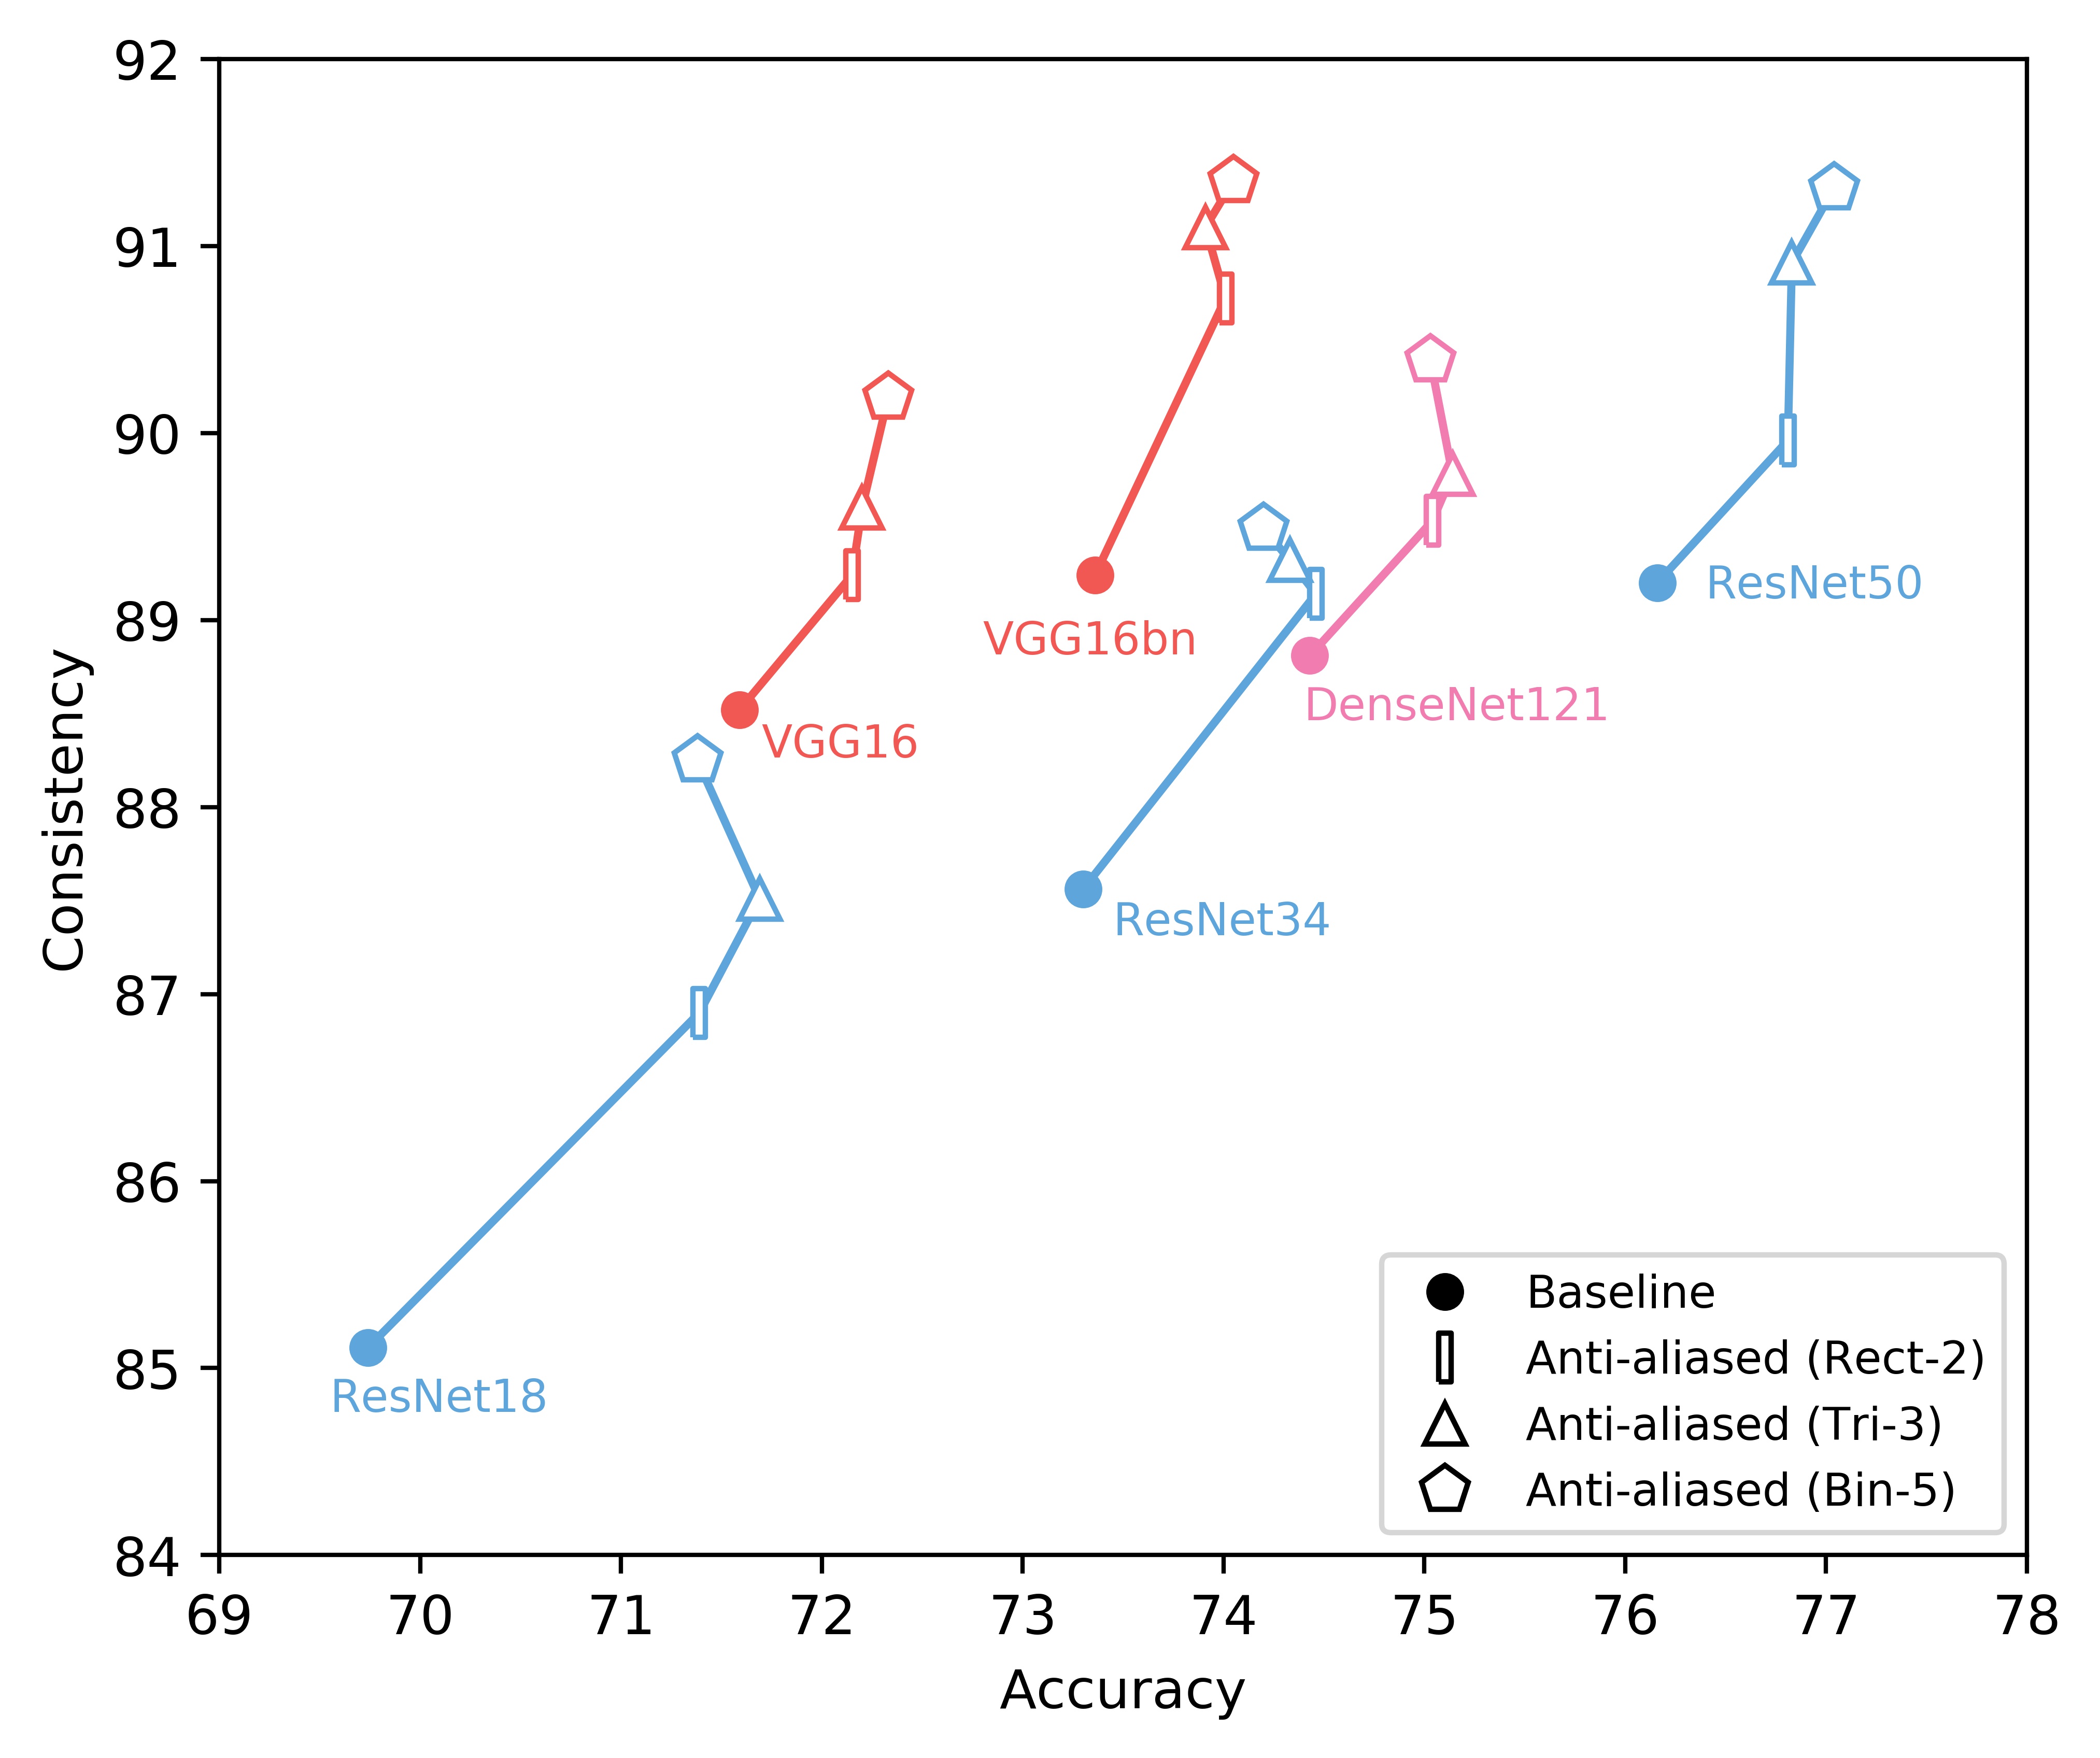 92
91
90
89
88
87
86
85
84
Consistency
VGG16bn
ResNet50
DenseNet121
VGG16
ResNet34
ResNet18
Baseline
Anti-aliased (Rect-2)
Anti-aliased (Tri-3)
Anti-aliased (Bin-5)
69 70 71 72 73 74 75 76 77 78
Accuracy